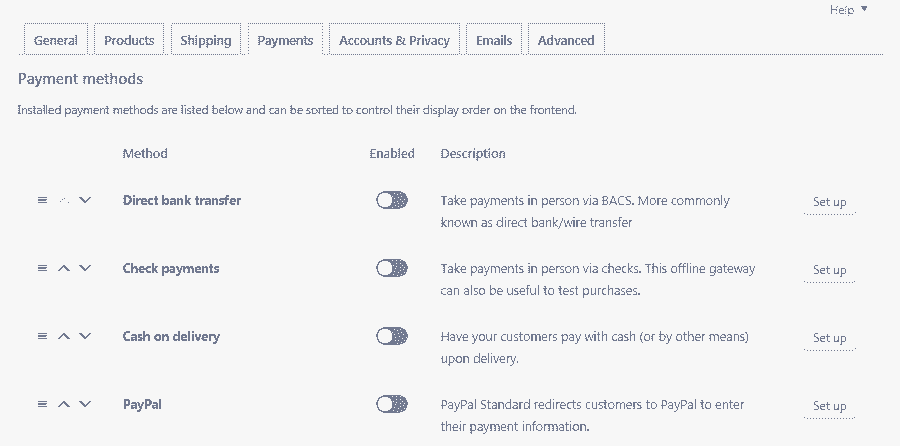 Help ▼
General Products Shipping Payments Accounts & Privacy Emails Advanced
Payment methods
Installed payment methods are listed below and can be sorted to control their display order on the frontend.
Method Enabled Description
Direct bank transfer Take payments in person via BACS. More commonly Set up
known as direct bank/wire transfer
Check payments Take payments in person via checks. This offline gateway Set up
can also be useful to test purchases.
Cash on delivery Have your customers pay with cash (or by other means) Set up
upon delivery.
PayPal PayPal Standard redirects customers to PayPal to enter Set up
their payment information.